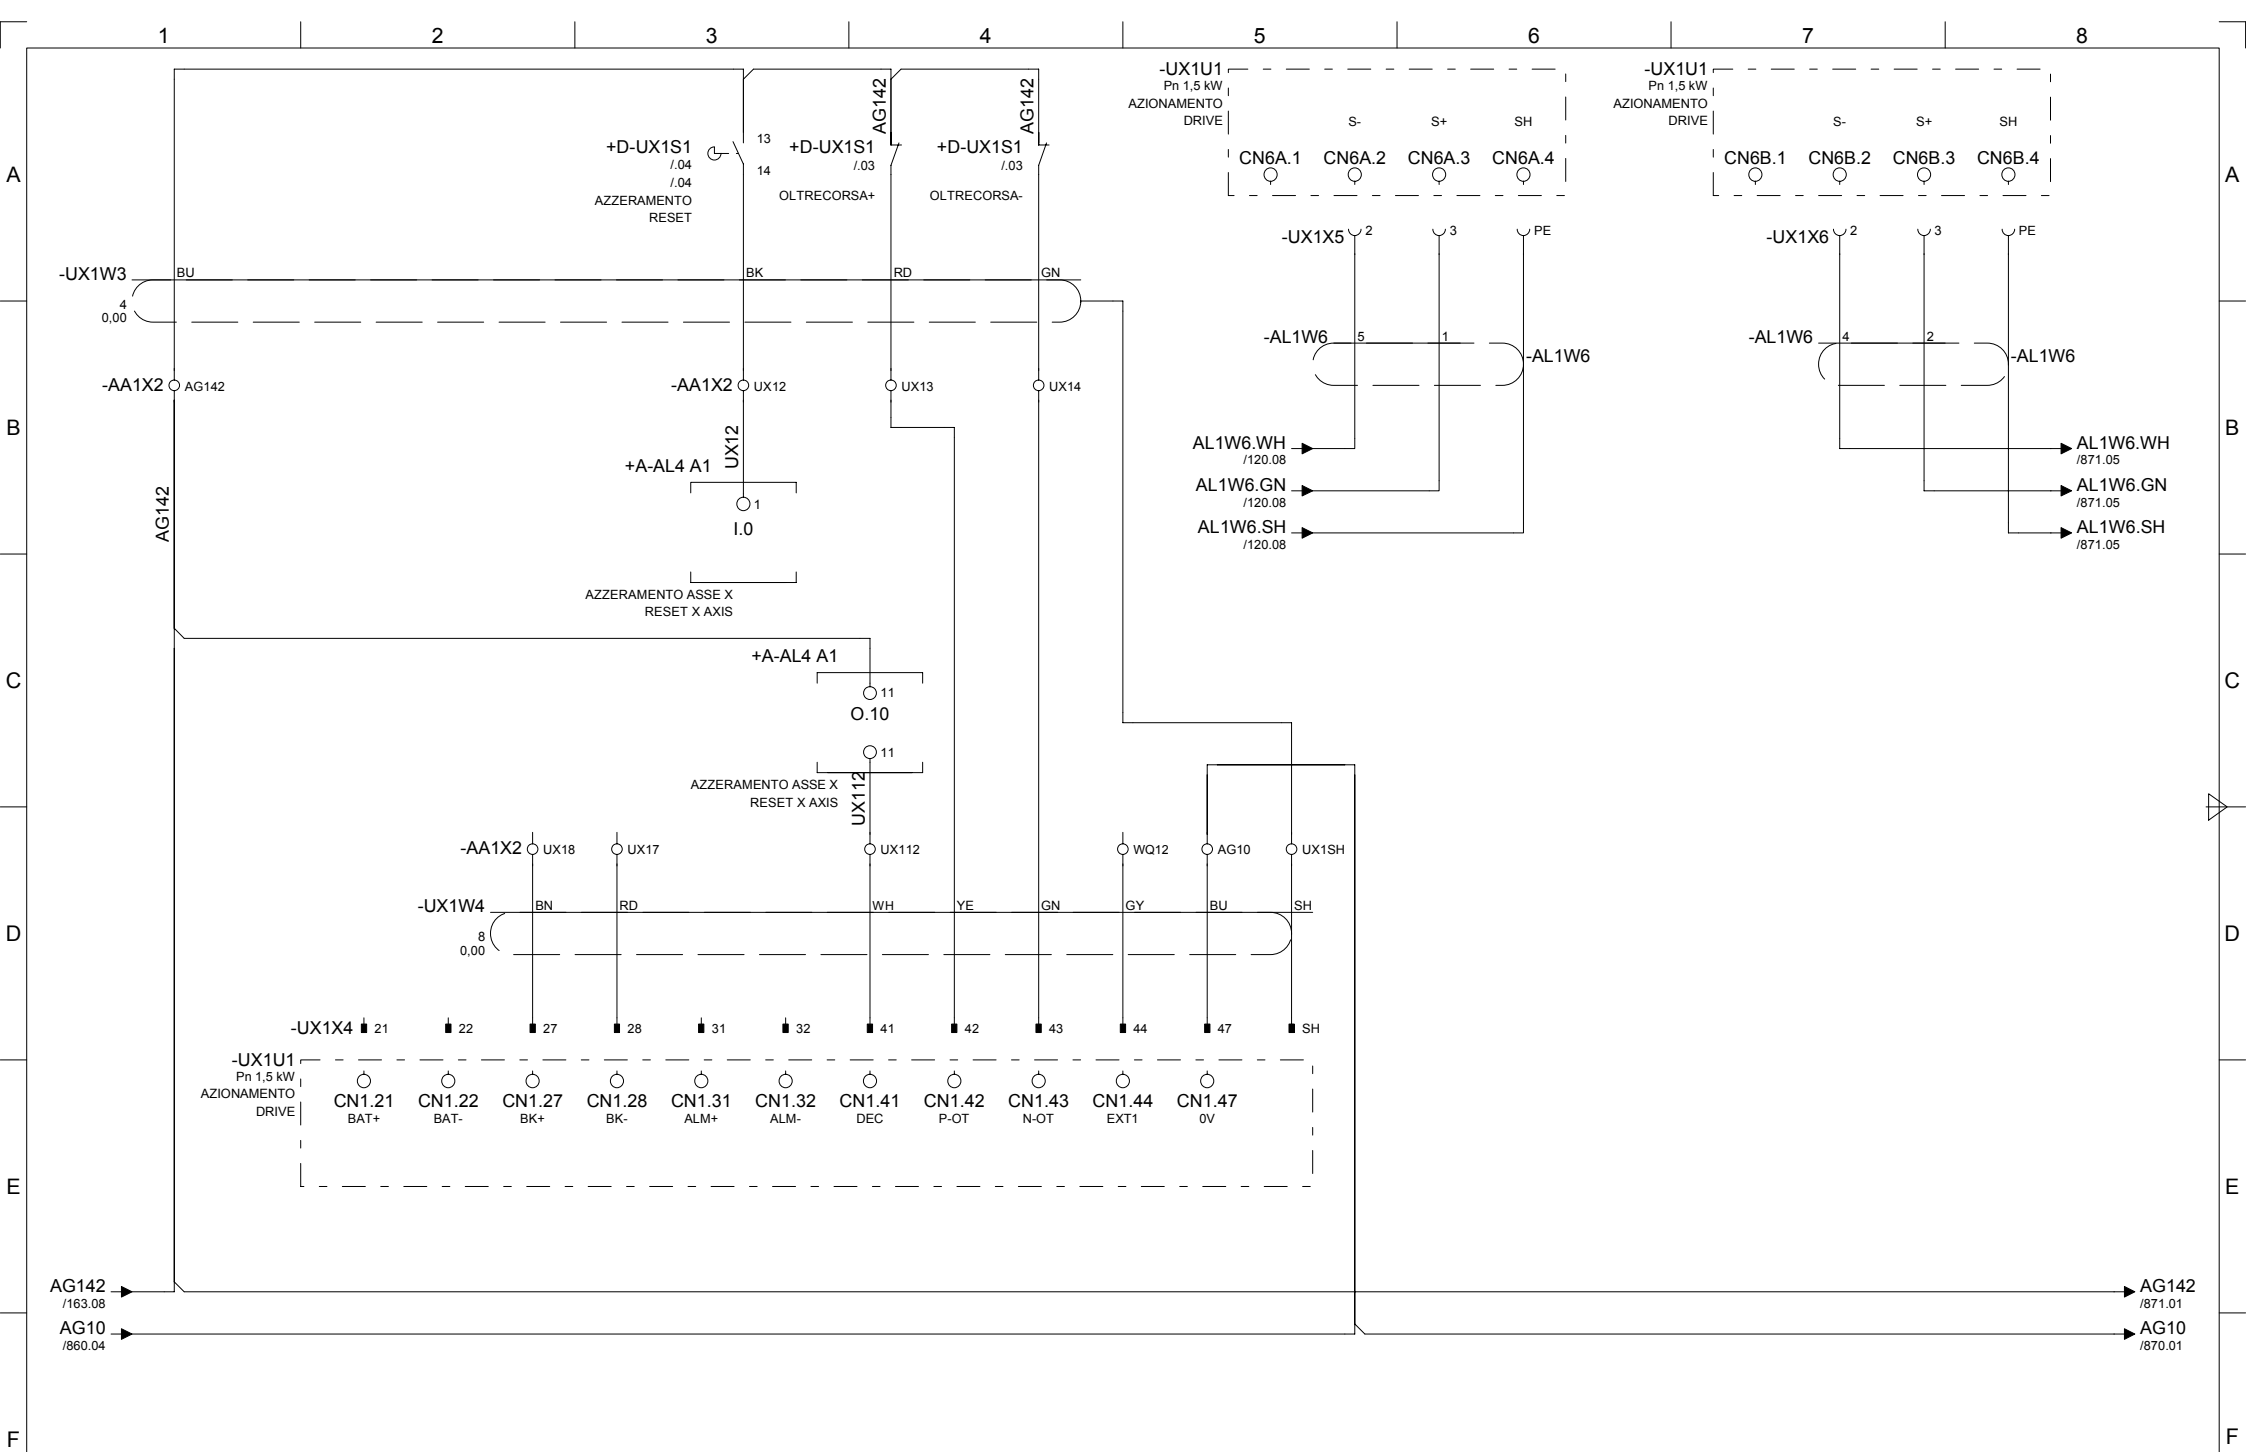 1 2 3 4 5 6 7 8
A A
B B
C C
D D
E E
F F
AG142
AG142
+D-UX1S1
/.04
/.04
AZZERAMENTO
RESET
13
14
+D-UX1S1
/.03
OLTRECORSA+
+D-UX1S1
/.03
OLTRECORSA-
-UX1U1
Pn 1,5 kW
AZIONAMENTO
DRIVE
S- S+ SH
CN6A.1 CN6A.2 CN6A.3 CN6A.4
-UX1X5 2 3 PE
-UX1U1
Pn 1,5 kW
AZIONAMENTO
DRIVE
S- S+ SH
CN6B.1 CN6B.2 CN6B.3 CN6B.4
-UX1X6 2 3 PE
-UX1W3 BU BK RD GN
4
0,00
-AL1W6 5 1
-AL1W6
-AL1W6 4 2
-AL1W6
-AA1X2 AG142
-AA1X2 UX12 UX13 UX14
AG142
UX12
+A-AL4 A1
1
I.0
AZZERAMENTO ASSE X
RESET X AXIS
AL1W6.WH
/120.08
AL1W6.GN
/120.08
AL1W6.SH
/120.08
AL1W6.WH
/871.05
AL1W6.GN
/871.05
AL1W6.SH
/871.05
+A-AL4 A1
11
O.10
11
AZZERAMENTO ASSE X
RESET X AXIS
UX112
-AA1X2 UX18 UX17 UX112 WQ12 AG10 UX1SH
-UX1W4 BN RD WH YE GN GY BU SH
8
0,00
-UX1X4 21 22 27 28 31 32 41 42 43 44 47 SH
-UX1U1
Pn 1,5 kW
AZIONAMENTO
DRIVE
CN1.21 CN1.22 CN1.27 CN1.28 CN1.31 CN1.32 CN1.41 CN1.42 CN1.43 CN1.44 CN1.47
BAT+ BAT- BK+ BK- ALM+ ALM- DEC P-OT N-OT EXT1 0V
AG142
/163.08
AG10
/860.04
AG142
/871.01
AG10
/870.01